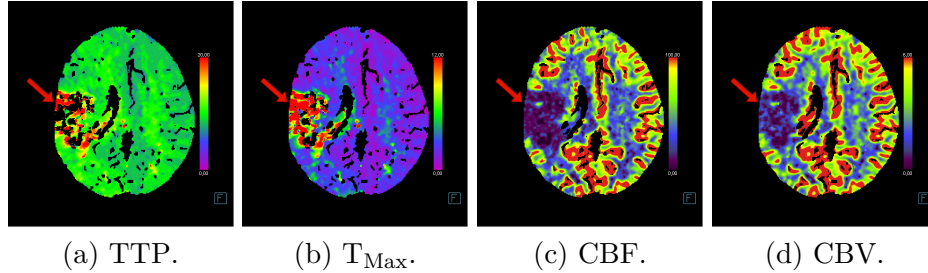 20,00
12,00
100,00
6,00
0,00
0,00
0,00
0,00
F
F
F
F
(a) TTP.
(b) T_Max.
(c) CBF.
(d) CBV.